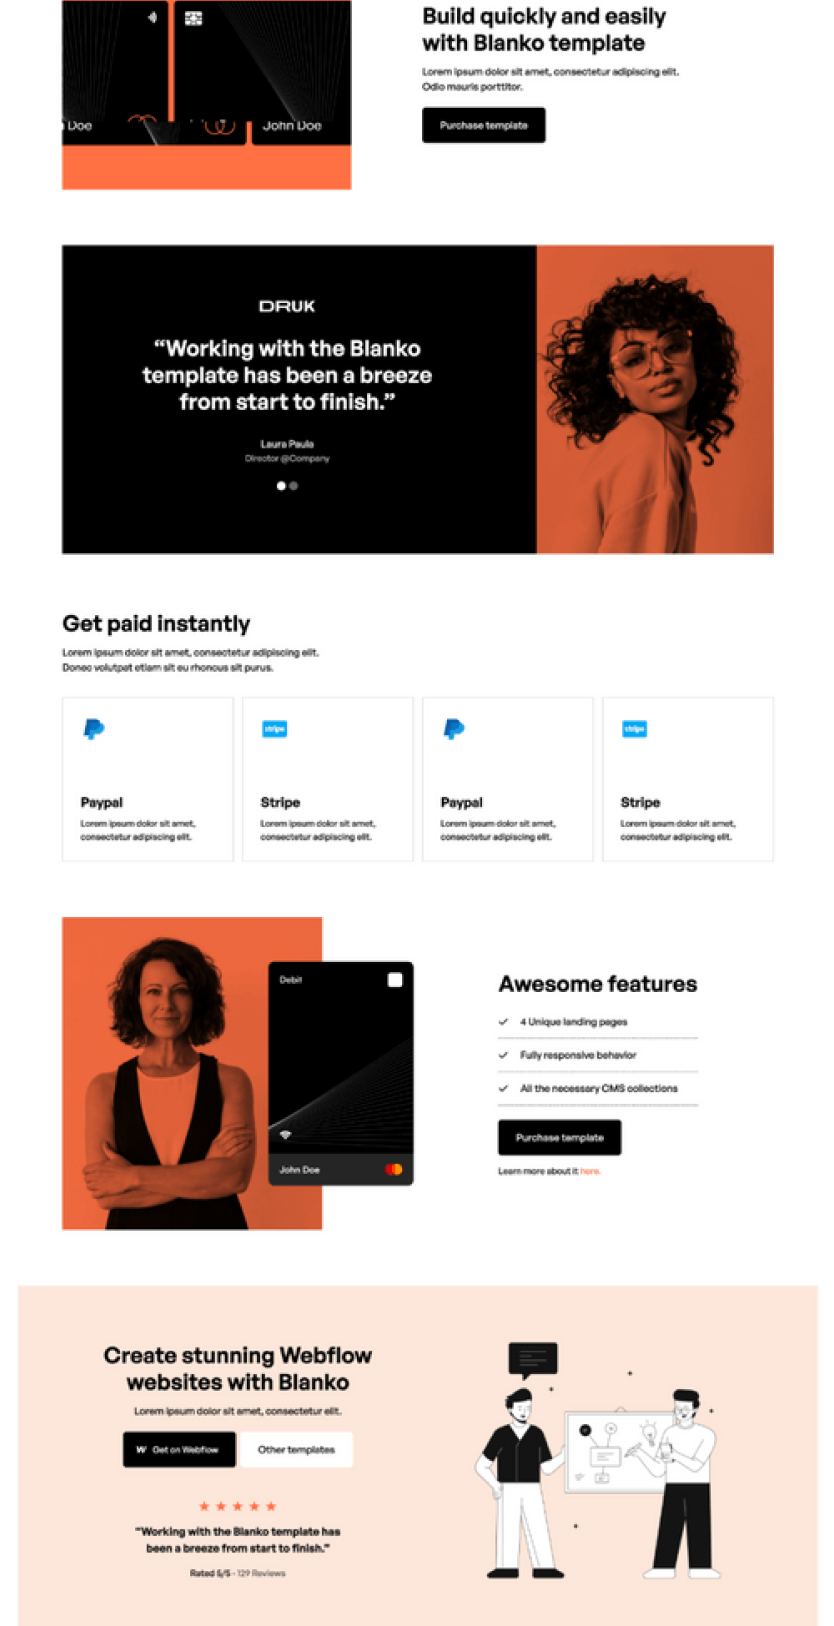 Doe
John Doe
Build quickly and easily
with Blanko template
Lorem ipsum dolor sit amet, consectetur adipiscing elit.
Odio mauris porttitor.
Purchase template
DRUK
“Working with the Blanko
template has been a breeze
from start to finish.”
Laura Paula
Director @Company
Get paid instantly
Lorem ipsum dolor sit amet, consectetur adipiscing elit.
Donec volutpat etiam sit eu rhoncus sit purus.
Paypal
Lorem ipsum dolor sit amet,
consectetur adipiscing elit.
stripe
Stripe
Lorem ipsum dolor sit amet,
consectetur adipiscing elit.
Paypal
Lorem ipsum dolor sit amet,
consectetur adipiscing elit.
stripe
Stripe
Lorem ipsum dolor sit amet,
consectetur adipiscing elit.
Debit
John Doe
Awesome features
4 Unique landing pages
Fully responsive behavior
All the necessary CMS collections
Purchase template
Learn more about it here.
Create stunning Webflow
websites with Blanko
Lorem ipsum dolor sit amet, consectetur elit.
Get on Webflow
Other templates
“Working with the Blanko template has
been a breeze from start to finish.”
Rated 5/5 - 129 Reviews